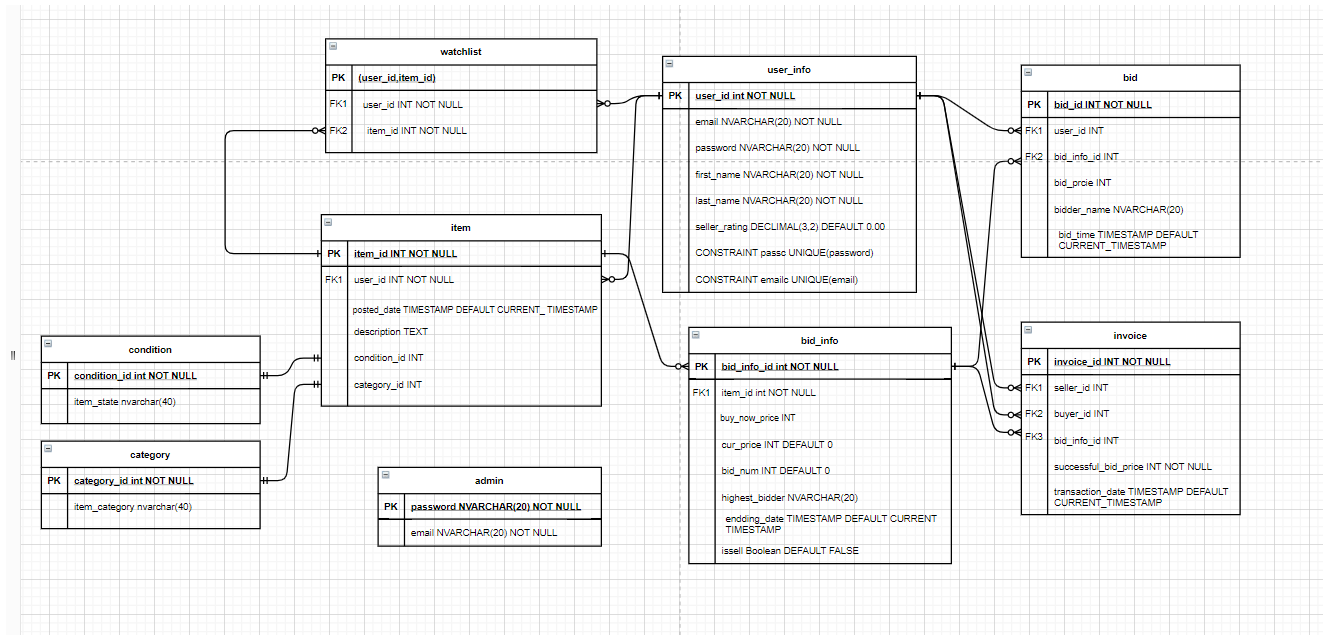 watchlist
PK (user_id,item_id)
FK1 user_id INT NOT NULL
FK2 item_id INT NOT NULL
user_info
PK user_id int NOT NULL
email NVARCHAR(20) NOT NULL
password NVARCHAR(20) NOT NULL
first_name NVARCHAR(20) NOT NULL
last_name NVARCHAR(20) NOT NULL
seller_rating DECLIMAL(3,2) DEFAULT 0.00
CONSTRAINT passc UNIQUE(password)
CONSTRAINT emailc UNIQUE(email)
bid
PK bid_id INT NOT NULL
FK1 user_id INT
FK2 bid_info_id INT
bid_prcie INT
bidder_name NVARCHAR(20)
bid_time TIMESTAMP DEFAULT
CURRENT_TIMESTAMP
item
PK item_id INT NOT NULL
FK1 user_id INT NOT NULL
posted_date TIMESTAMP DEFAULT CURRENT_ TIMESTAMP
description TEXT
condition_id INT
category_id INT
condition
PK condition_id int NOT NULL
item_state nvarchar(40)
category
PK category_id int NOT NULL
item_category nvarchar(40)
admin
PK password NVARCHAR(20) NOT NULL
email NVARCHAR(20) NOT NULL
bid_info
PK bid_info_id int NOT NULL
FK1 item_id int NOT NULL
buy_now_price INT
cur_price INT DEFAULT 0
bid_num INT DEFAULT 0
highest_bidder NVARCHAR(20)
endding_date TIMESTAMP DEFAULT CURRENT
TIMESTAMP
issell Boolean DEFAULT FALSE
invoice
PK invoice_id INT NOT NULL
FK1 seller_id INT
FK2 buyer_id INT
FK3 bid_info_id INT
successful_bid_price INT NOT NULL
transaction_date TIMESTAMP DEFAULT
CURRENT_TIMESTAMP